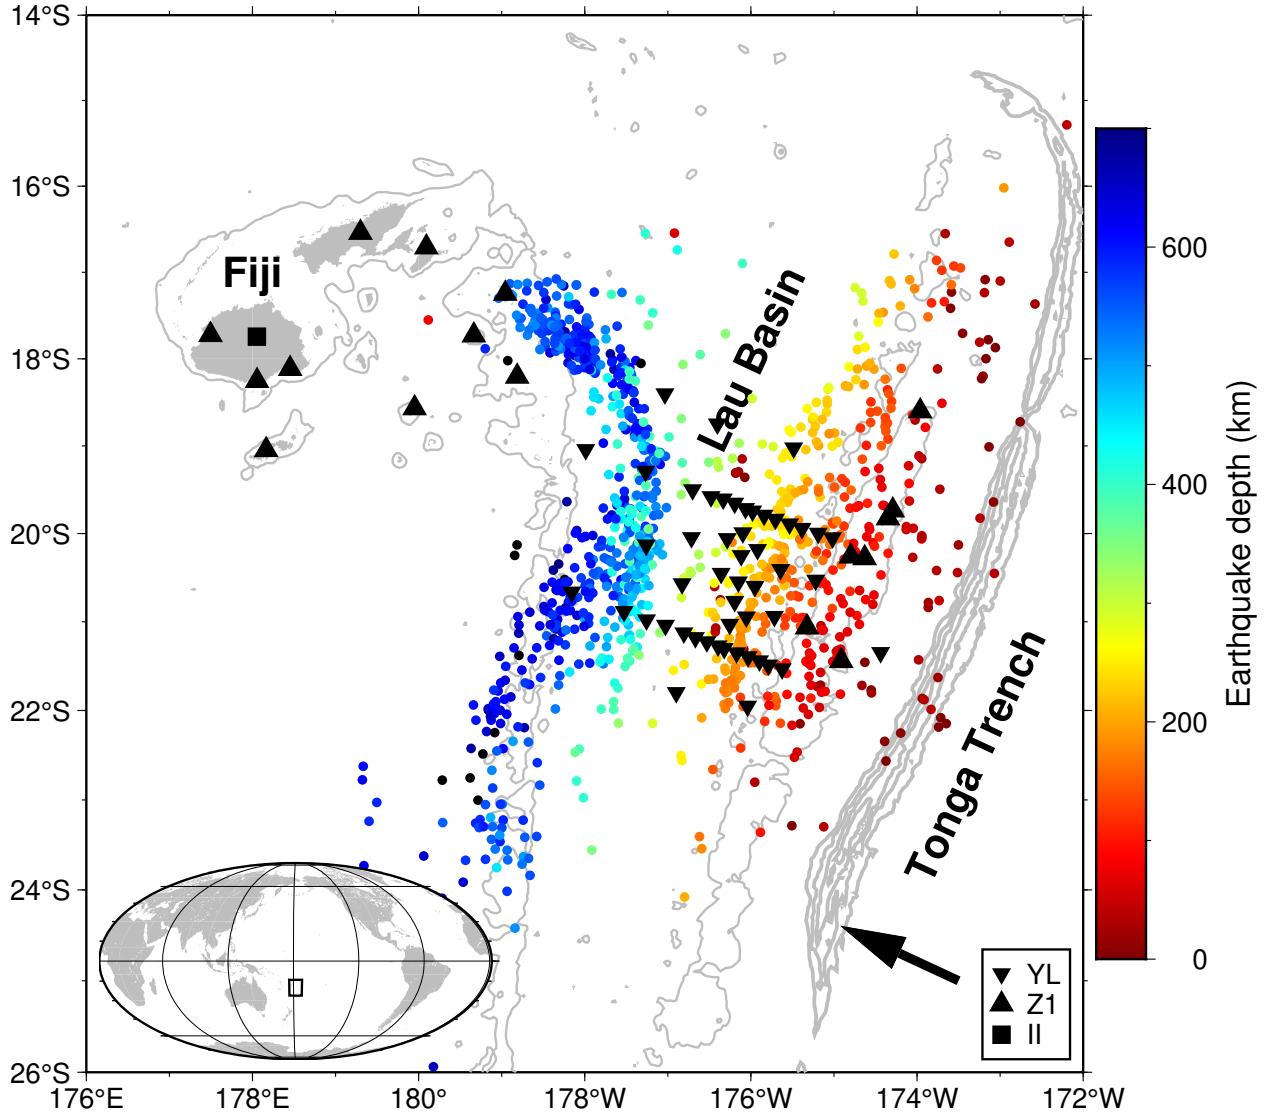 14°S
16°S
18°S
20°S
22°S
24°S
26°S
176°E
178°E
180°
178°W
176°W
174°W
172°W
Fiji
Lau Basin
Tonga Trench
YL
Z1
II
600
400
200
0
Earthquake depth (km)